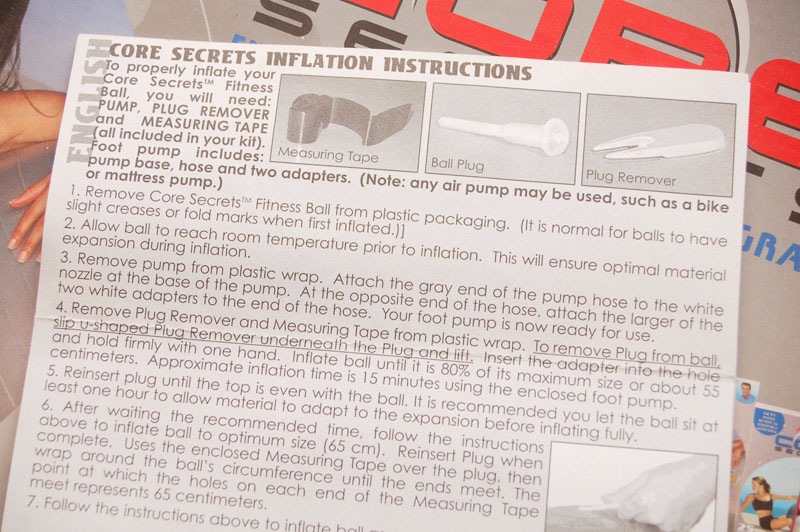 CORE SECRETS INFLATION INSTRUCTIONS
ENGLISH
To properly inflate your
Core Secrets™ Fitness
Ball, you will need:
PUMP, PLUG REMOVER
and MEASURING TAPE
(all included in your kit).
Foot pump includes:
pump base, hose and two adapters. (Note: any air pump may be used, such as a bike
or mattress pump.)
Measuring Tape
Ball Plug
Plug Remover
1. Remove Core Secrets™ Fitness Ball from plastic packaging. (It is normal for balls to have
slight creases or fold marks when first inflated.)]
2. Allow ball to reach room temperature prior to inflation. This will ensure optimal material
expansion during inflation.
3. Remove pump from plastic wrap. Attach the gray end of the pump hose to the white
nozzle at the base of the pump. At the opposite end of the hose, attach the larger of the
two white adapters to the end of the hose. Your foot pump is now ready for use.
4. Remove Plug Remover and Measuring Tape from plastic wrap. To remove Plug from ball,
slip u-shaped Plug Remover underneath the Plug and lift. Insert the adapter into the hole
and hold firmly with one hand. Inflate ball until it is 80% of its maximum size or about 55
centimeters. Approximate inflation time is 15 minutes using the enclosed foot pump.
5. Reinsert plug until the top is even with the ball. It is recommended you let the ball sit at
least one hour to allow material to adapt to the expansion before inflating fully.
6. After waiting the recommended time, follow the instructions
above to inflate ball to optimum size (65 cm). Reinsert Plug when
complete. Uses the enclosed Measuring Tape over the plug, then
wrap around the ball's circumference until the ends meet. The
point at which the holes on each end of the Measuring Tape
meet represents 65 centimeters.
7. Follow the instructions above to inflate ball